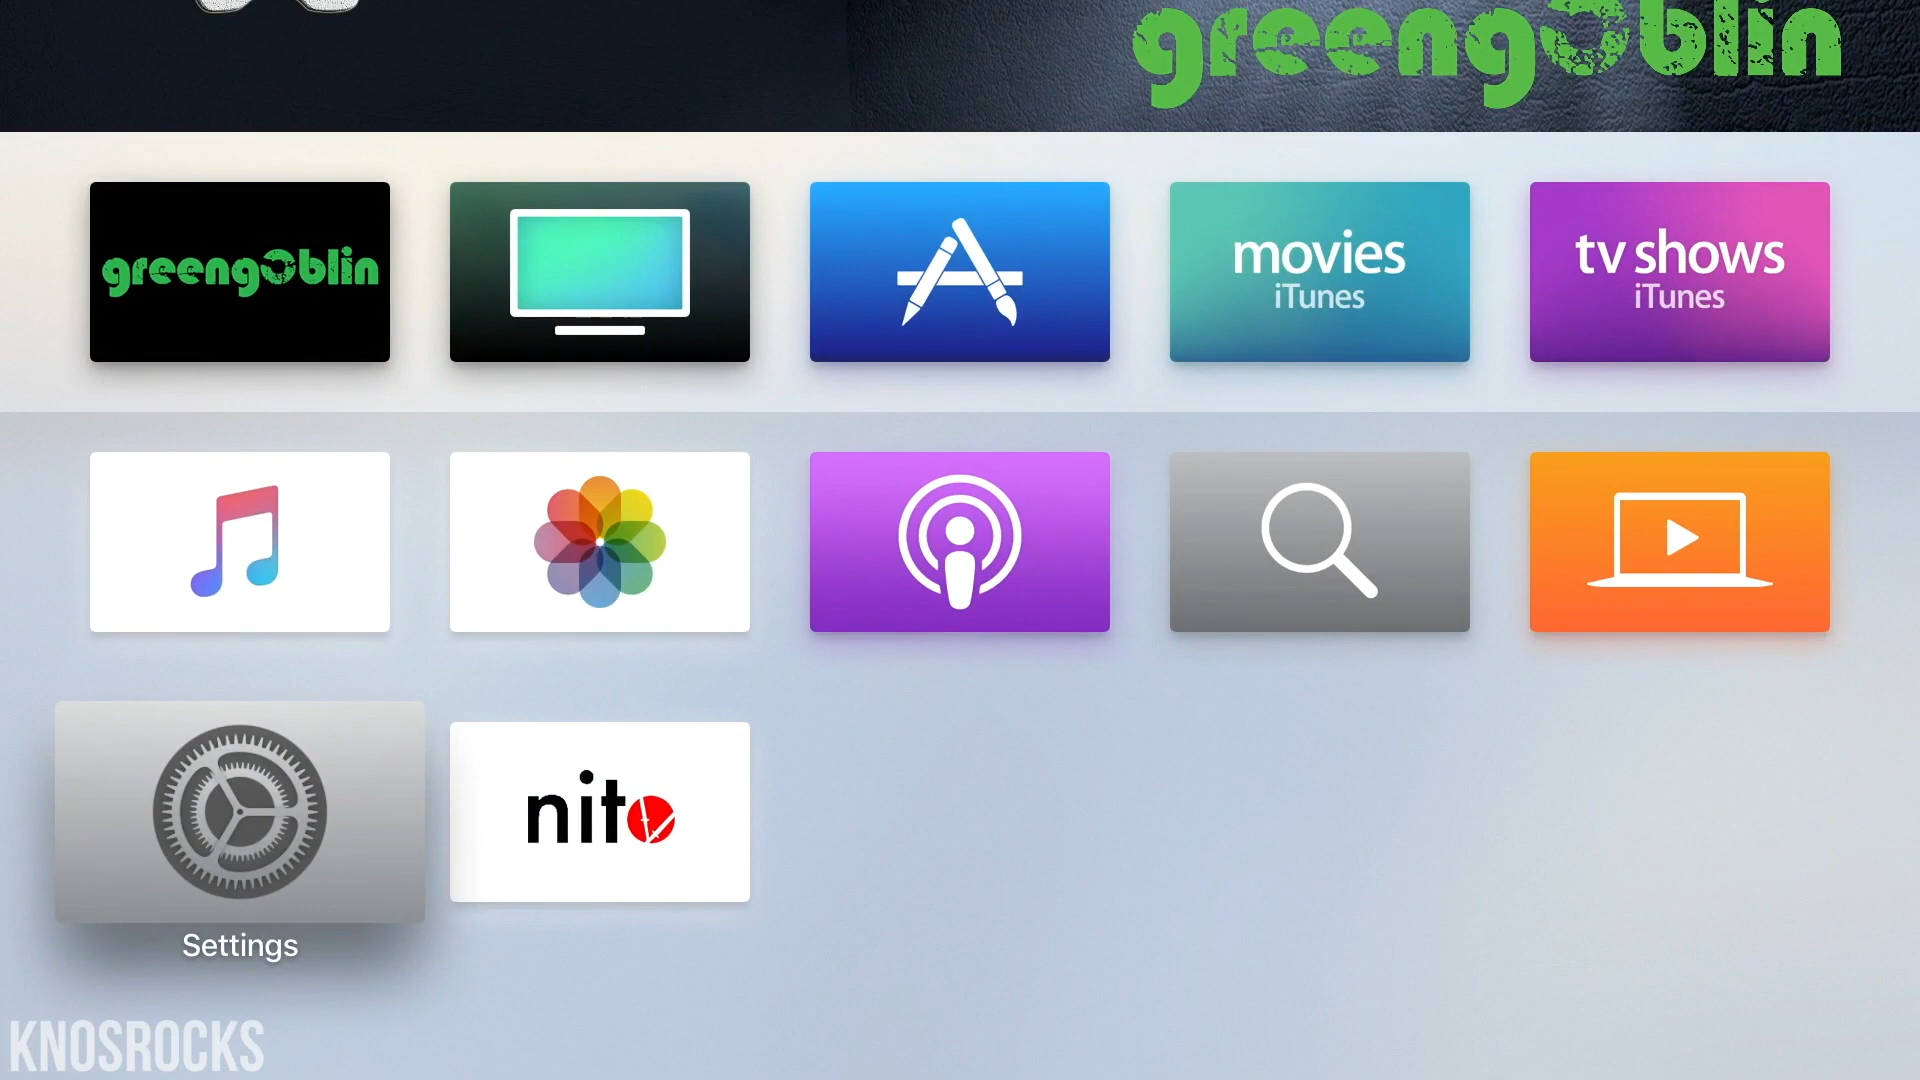 greengoblin
greengoblin
movies
iTunes
tv shows
iTunes
nito
Settings
KNOSROCKS